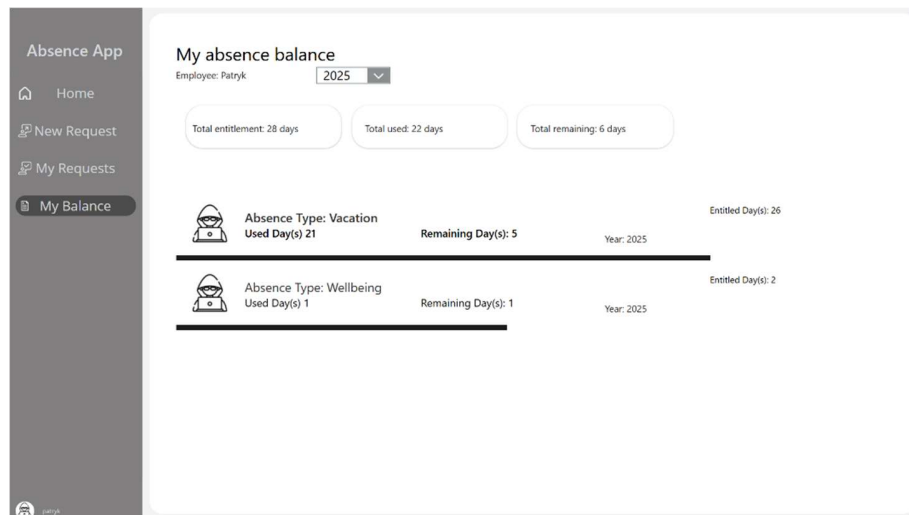 Absence App
Home
New Request
My Requests
My Balance
patryk
My absence balance
Employee: Patryk
2025
Total entitlement: 28 days
Total used: 22 days
Total remaining: 6 days
Absence Type: Vacation
Used Day(s) 21
Remaining Day(s): 5
Year: 2025
Entitled Day(s): 26
Absence Type: Wellbeing
Used Day(s) 1
Remaining Day(s): 1
Year: 2025
Entitled Day(s): 2